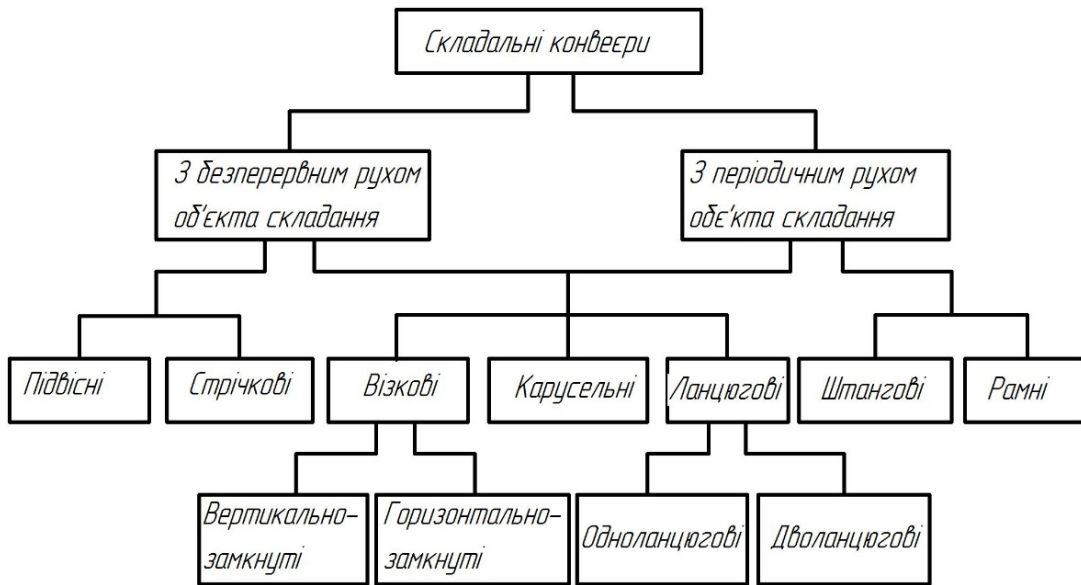 Складальні конвеєри
З безперервним рухом
об'єкта складання
З періодичним рухом
обє'кта складання
Підвісні
Стрічкові
Візкові
Карусельні
Ланцюгові
Штангові
Рамні
Вертикально-
замкнуті
Горизонтально-
замкнуті
Одноланцюгові
Дволанцюгові